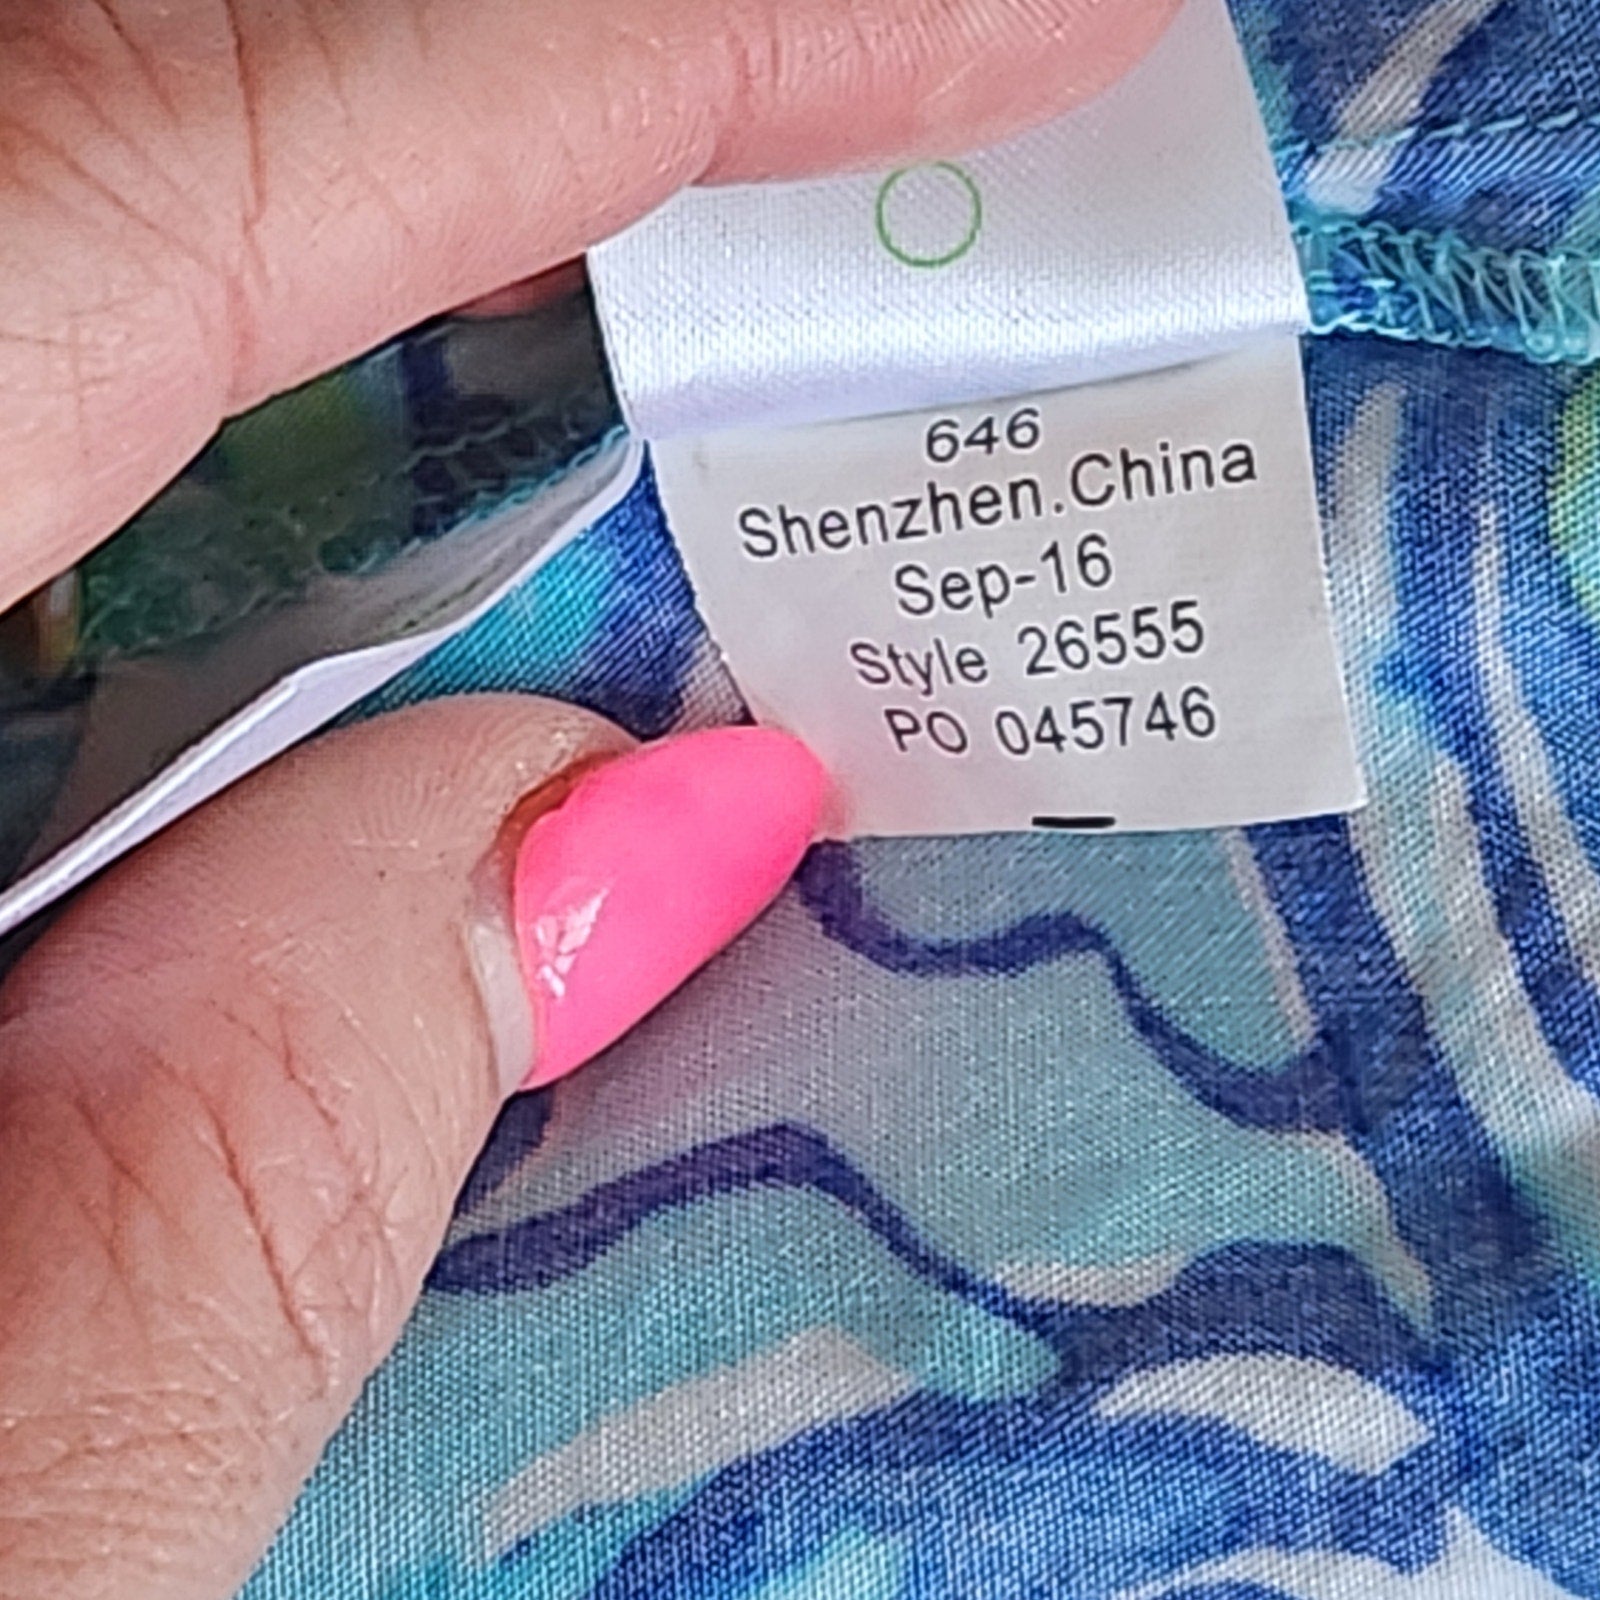 646
Shenzhen.China
Sep-16
Style 26555
PO 045746